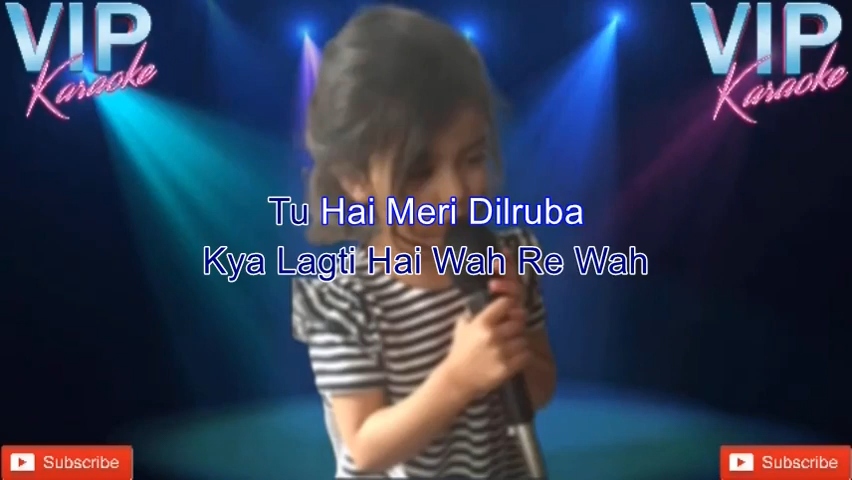 VIP
Karaoke
VIP
Karaoke
Tu Hai Meri Dilruba
Kya Lagti Hai Wah Re Wah
Subscribe
Subscribe